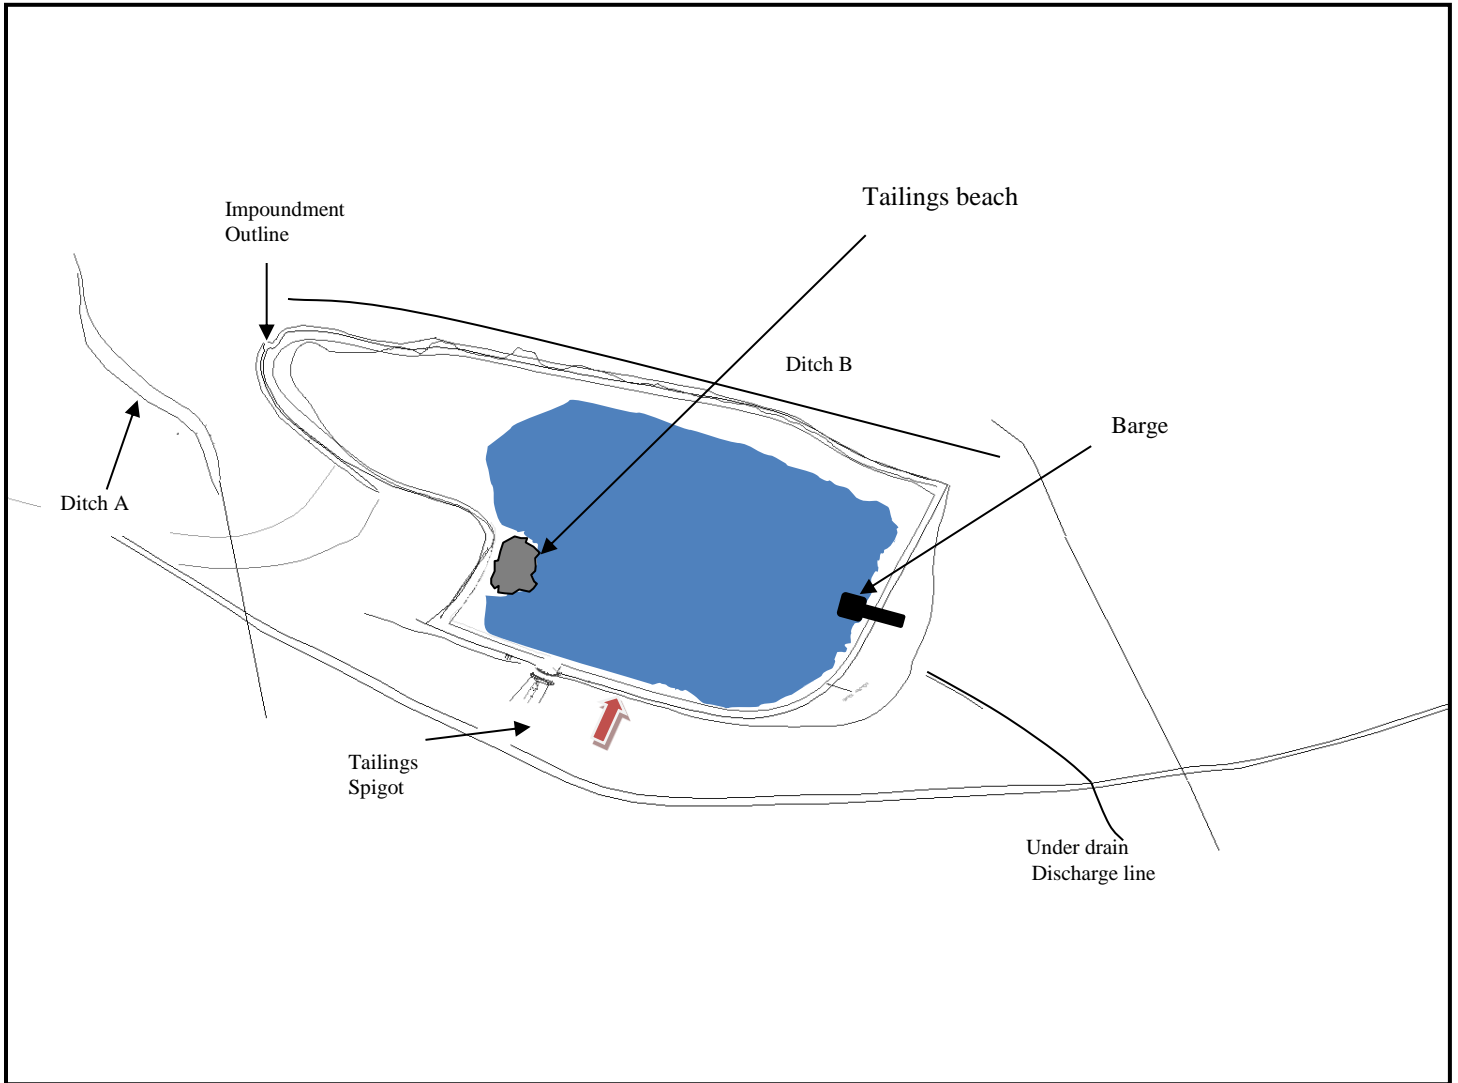 Tailings beach
Impoundment
Outline
Ditch B
Barge
Ditch A
Tailings
Spigot
Under drain
Discharge line